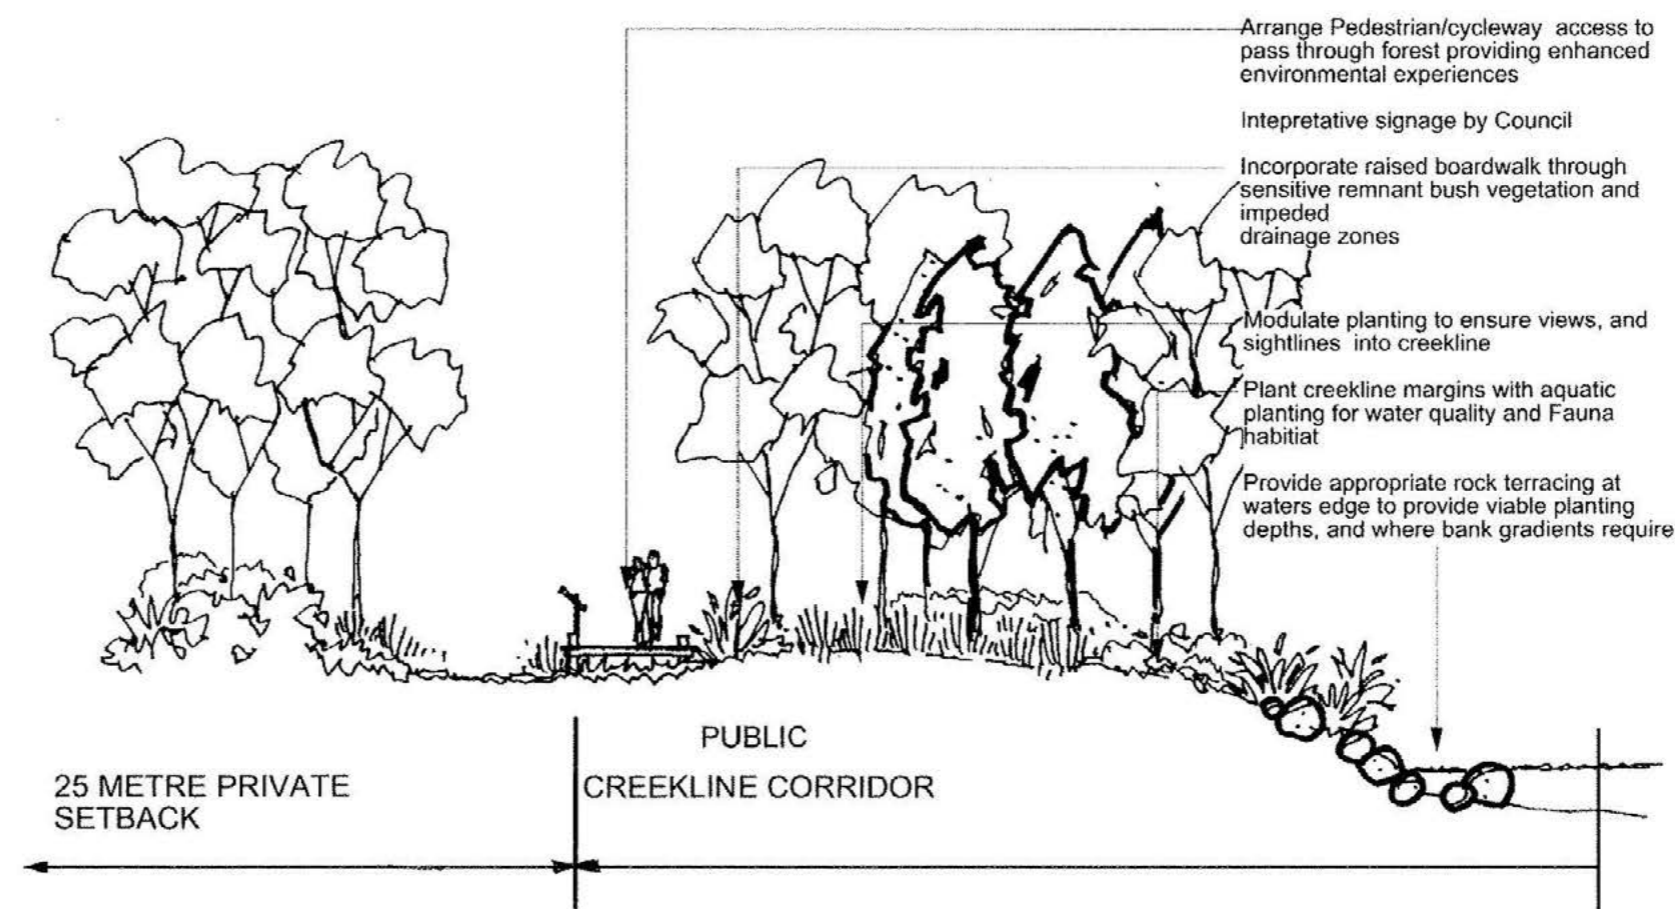 Arrange Pedestrian/cycleway access to
pass through forest providing enhanced
environmental experiences
Intepretative signage by Council
Incorporate raised boardwalk through
sensitive remnant bush vegetation and
impeded
drainage zones
Modulate planting to ensure views, and
sightlines into creekline
Plant creekline margins with aquatic
planting for water quality and Fauna
habitiat
Provide appropriate rock terracing at
waters edge to provide viable planting
depths, and where bank gradients require
PUBLIC
CREEKLINE CORRIDOR
25 METRE PRIVATE
SETBACK